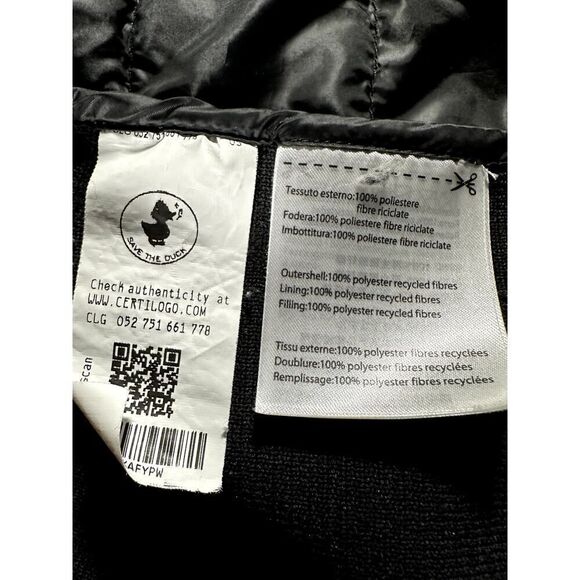 SAVE THE DUCK
Check authenticity at
WWW.CERTILOGO.COM
CLG 052 751 661 778
scan
AFYPW
Tessuto esterno:100% poliestere
fibre riciclate
Fodera:100% poliestere fibre riciclate
Imbottitura:100% poliestere fibre riciclate
Outershell:100% polyester recycled fibres
Lining:100% polyester recycled fibres
Filling:100% polyester recycled fibres
Tissu externe:100% polyester fibres recyclées
Doublure:100% polyester fibres recyclées
Remplissage:100% polyester fibres recyclées